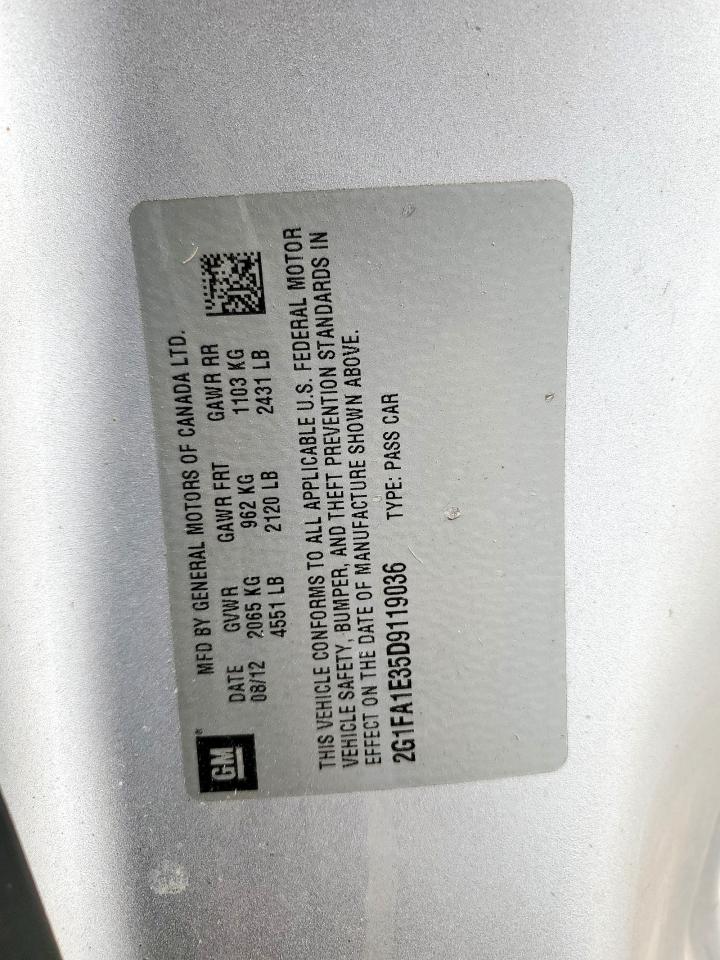 GM®
MFD BY GENERAL MOTORS OF CANADA LTD.
DATE GVWR GAWR FRT GAWR RR
08/12 2065 KG 962 KG 1103 KG
4551 LB 2120 LB 2431 LB
THIS VEHICLE CONFORMS TO ALL APPLICABLE U.S. FEDERAL MOTOR
VEHICLE SAFETY, BUMPER, AND THEFT PREVENTION STANDARDS IN
EFFECT ON THE DATE OF MANUFACTURE SHOWN ABOVE.
2G1FA1E35D9119036 TYPE: PASS CAR